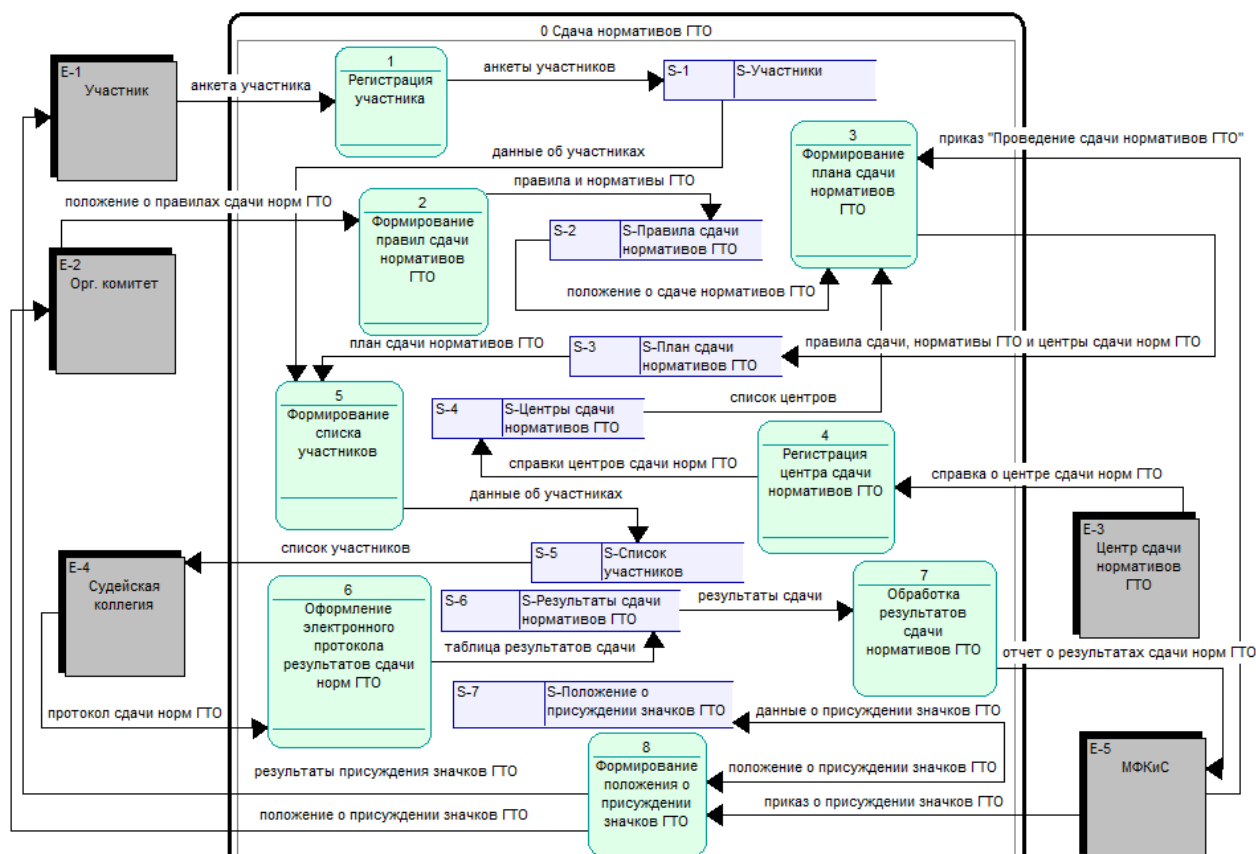 0 Сдача нормативов ГТО
E-1
Участник
анкета участника
1
Регистрация
участника
анкеты участников
S-1
S-Участники
данные об участниках
3
Формирование
плана сдачи
нормативов
ГТО
приказ "Проведение сдачи нормативов ГТО"
положение о правилах сдачи норм ГТО
2
Формирование
правил сдачи
нормативов
ГТО
правила и нормативы ГТО
S-2
S-Правила сдачи
нормативов ГТО
E-2
Орг. комитет
положение о сдаче нормативов ГТО
план сдачи нормативов ГТО
S-3
S-План сдачи
нормативов ГТО
правила сдачи, нормативы ГТО и центры сдачи норм ГТО
5
Формирование
списка
участников
S-4
S-Центры сдачи
нормативов ГТО
список центров
4
Регистрация
центра сдачи
нормативов ГТО
справки центров сдачи норм ГТО
справка о центре сдачи норм ГТО
данные об участниках
E-3
Центр сдачи
нормативов
ГТО
список участников
S-5
S-Список
участников
E-4
Судейская
коллегия
6
Оформление
электронного
протокола
результатов сдачи
норм ГТО
S-6
S-Результаты сдачи
нормативов ГТО
результаты сдачи
7
Обработка
результатов
сдачи
нормативов ГТО
таблица результатов сдачи
отчет о результатах сдачи норм ГТО
S-7
S-Положение о
присуждении значков ГТО
протокол сдачи норм ГТО
данные о присуждении значков ГТО
8
Формирование
положения о
присуждении
значков ГТО
результаты присуждения значков ГТО
положение о присуждении значков ГТО
E-5
МФКиС
положение о присуждении значков ГТО
приказ о присуждении значков ГТО